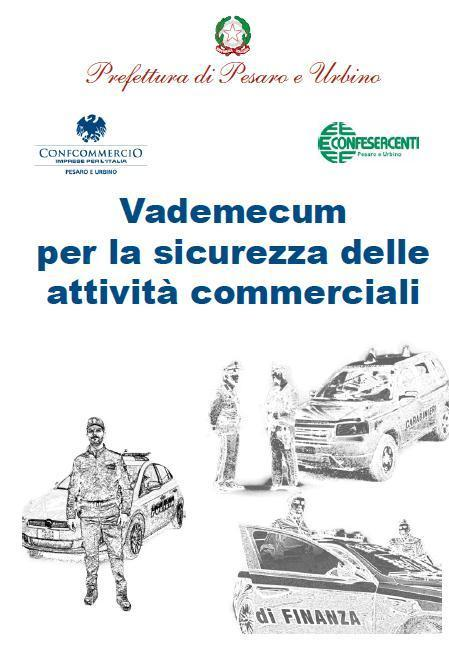 Prefettura di Pesaro e Urbino
CONFCOMMERCIO
IMPRESE PER L'ITALIA
PESARO E URBINO
CONFESERCENTI
Pesaro e Urbino
Vademecum
per la sicurezza delle
attività commerciali
CARABINIERI
POLIZIA
di FINANZA